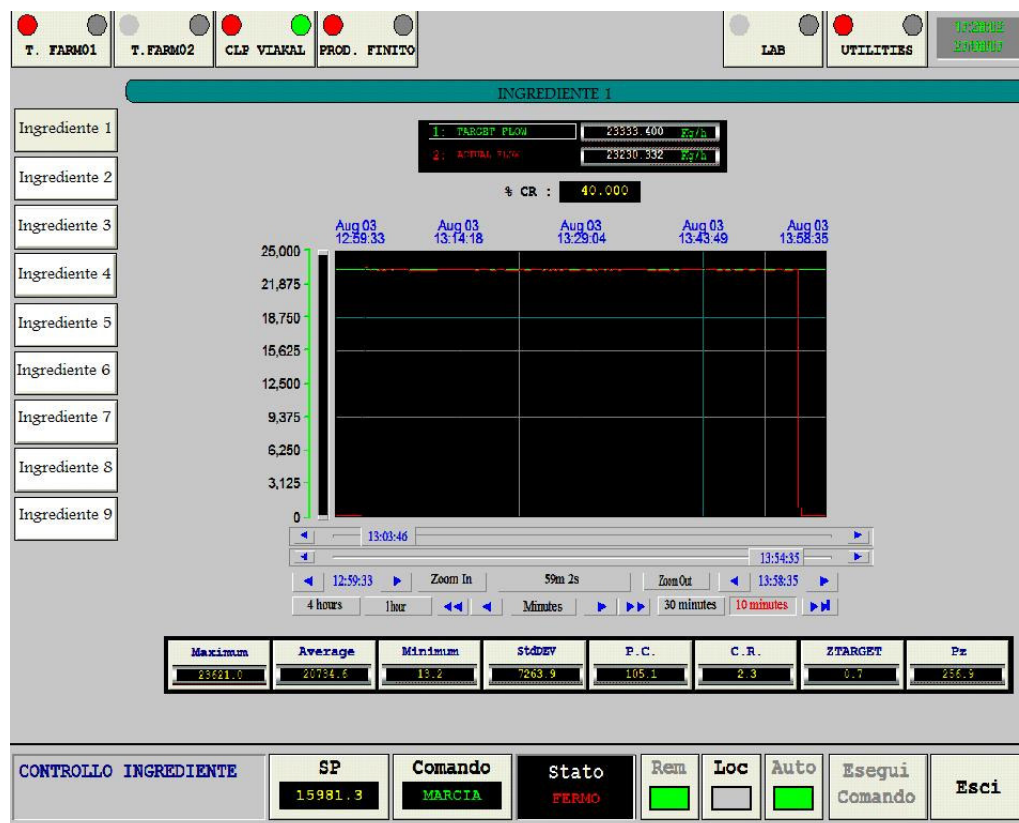 T. FARM01 T.FARM02 CLP VIAKAL PROD. FINITO LAB UTILITIES
INGREDIENTE 1
Ingrediente 1
Ingrediente 2
Ingrediente 3
Ingrediente 4
Ingrediente 5
Ingrediente 6
Ingrediente 7
Ingrediente 8
Ingrediente 9
1: TARGET FLOW 23333.400 Kg/h
2: ACTUAL FLOW 23230.332 Kg/h
% CR : 40.000
Aug 03 Aug 03 Aug 03 Aug 03 Aug 03
12:59:33 13:14:18 13:29:04 13:43:49 13:58:35
25,000
21,875
18,750
15,625
12,500
9,375
6,250
3,125
0
13:03:46
13:54:35
12:59:33 Zoom In 59m 2s Zoom Out 13:58:35
4 hours 1hour Minutes 30 minutes 10 minutes
Maximum Average Minimum StdDEV P.C. C.R. ZTARGET Pz
23621.0 20734.6 13.2 7263.9 105.1 2.3 0.7 256.9
CONTROLLO INGREDIENTE SP Comando Stato Rem Loc Auto Esegui Comando Esci
15981.3 MARCIA FERMO